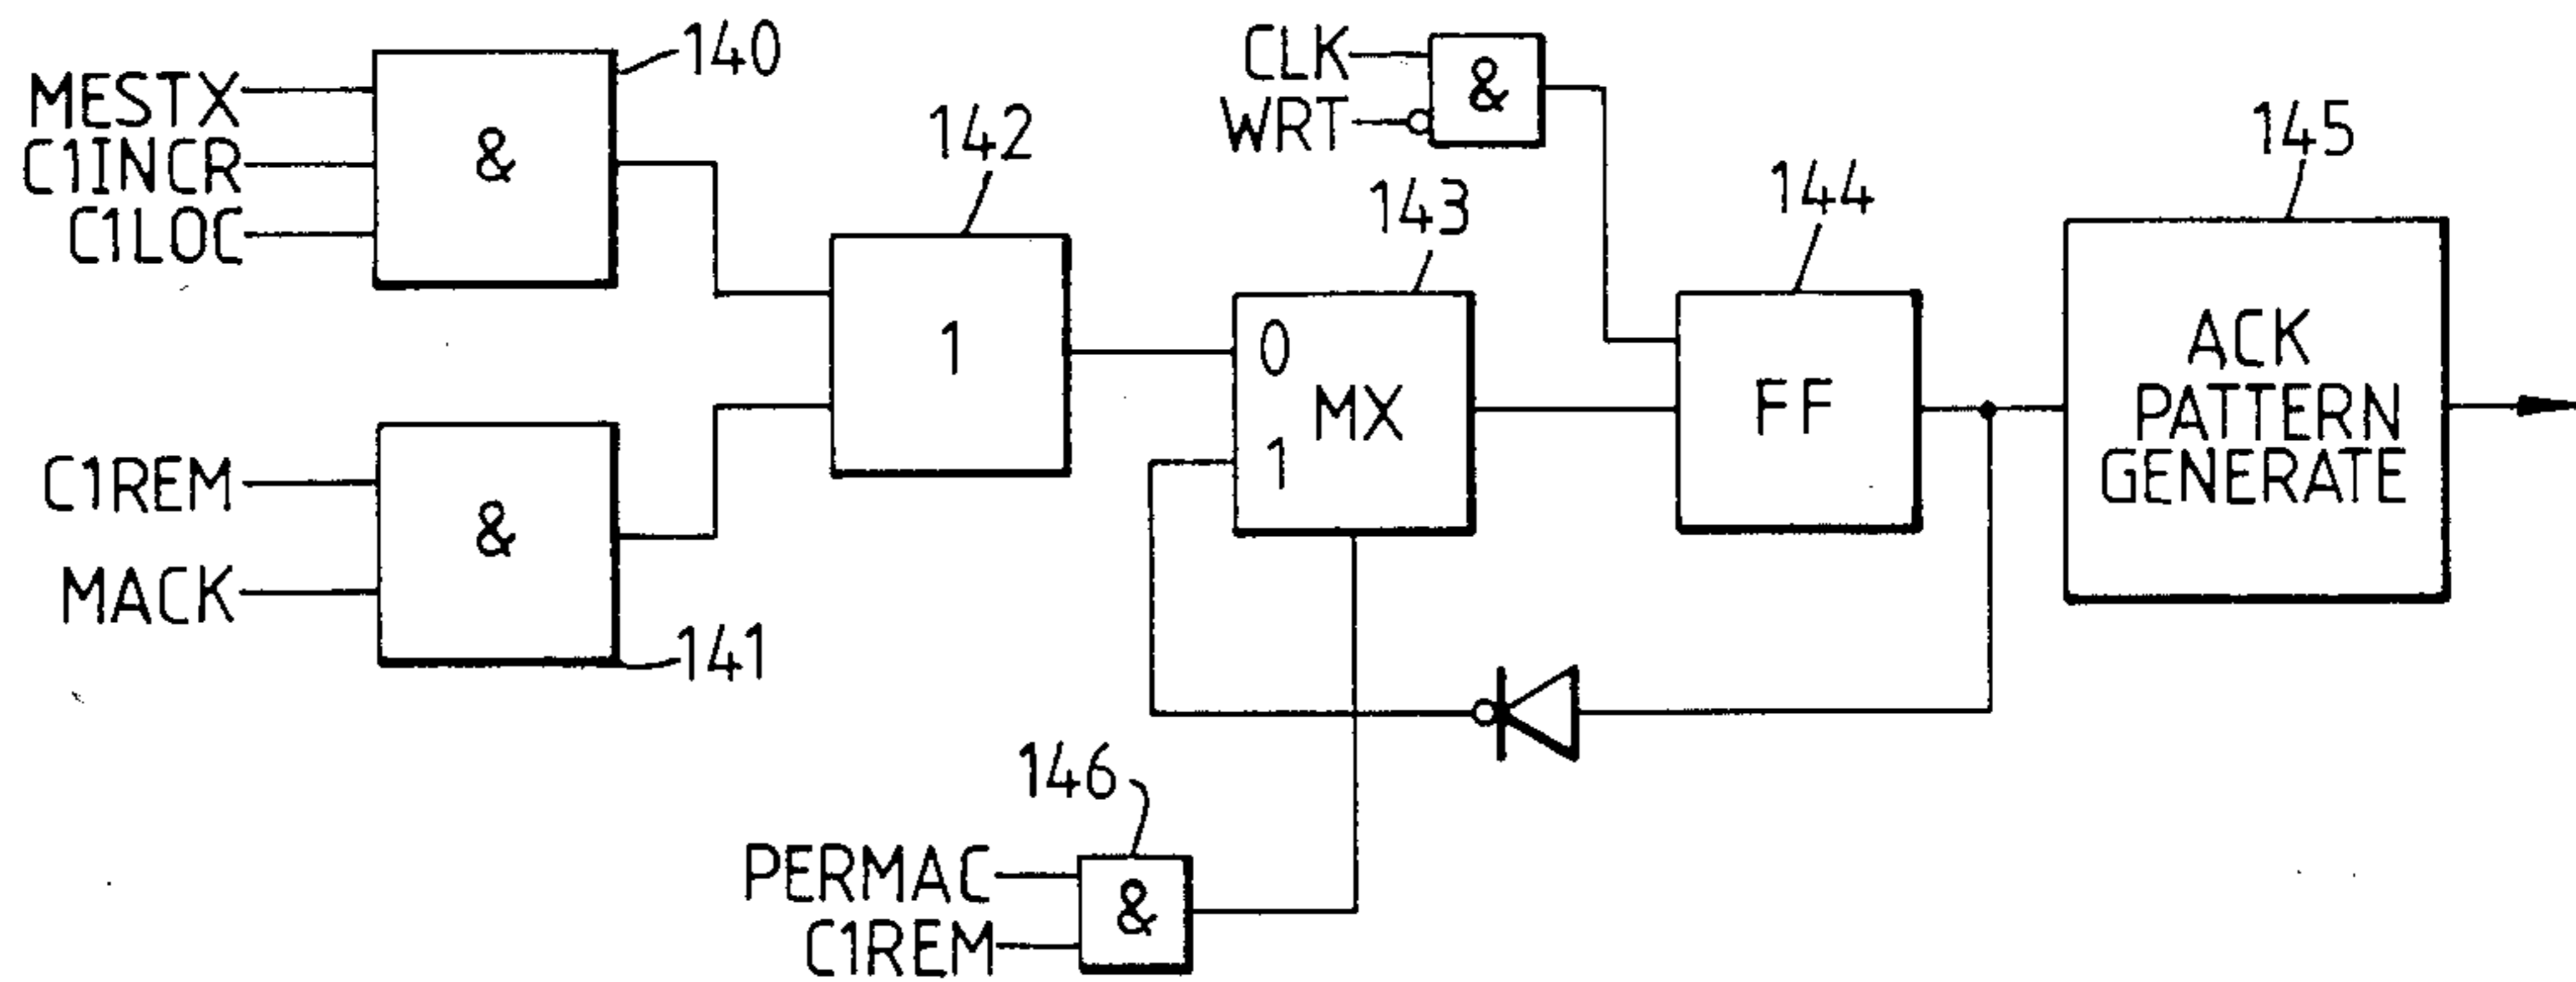 140
MESTX
C1INCR
C1LOC
&
142
CLK
WRT
&
143
144
145
1
0
MX
1
FF
ACK
PATTERN
GENERATE
C1REM
MACK
&
141
146
PERMAC
C1REM
&